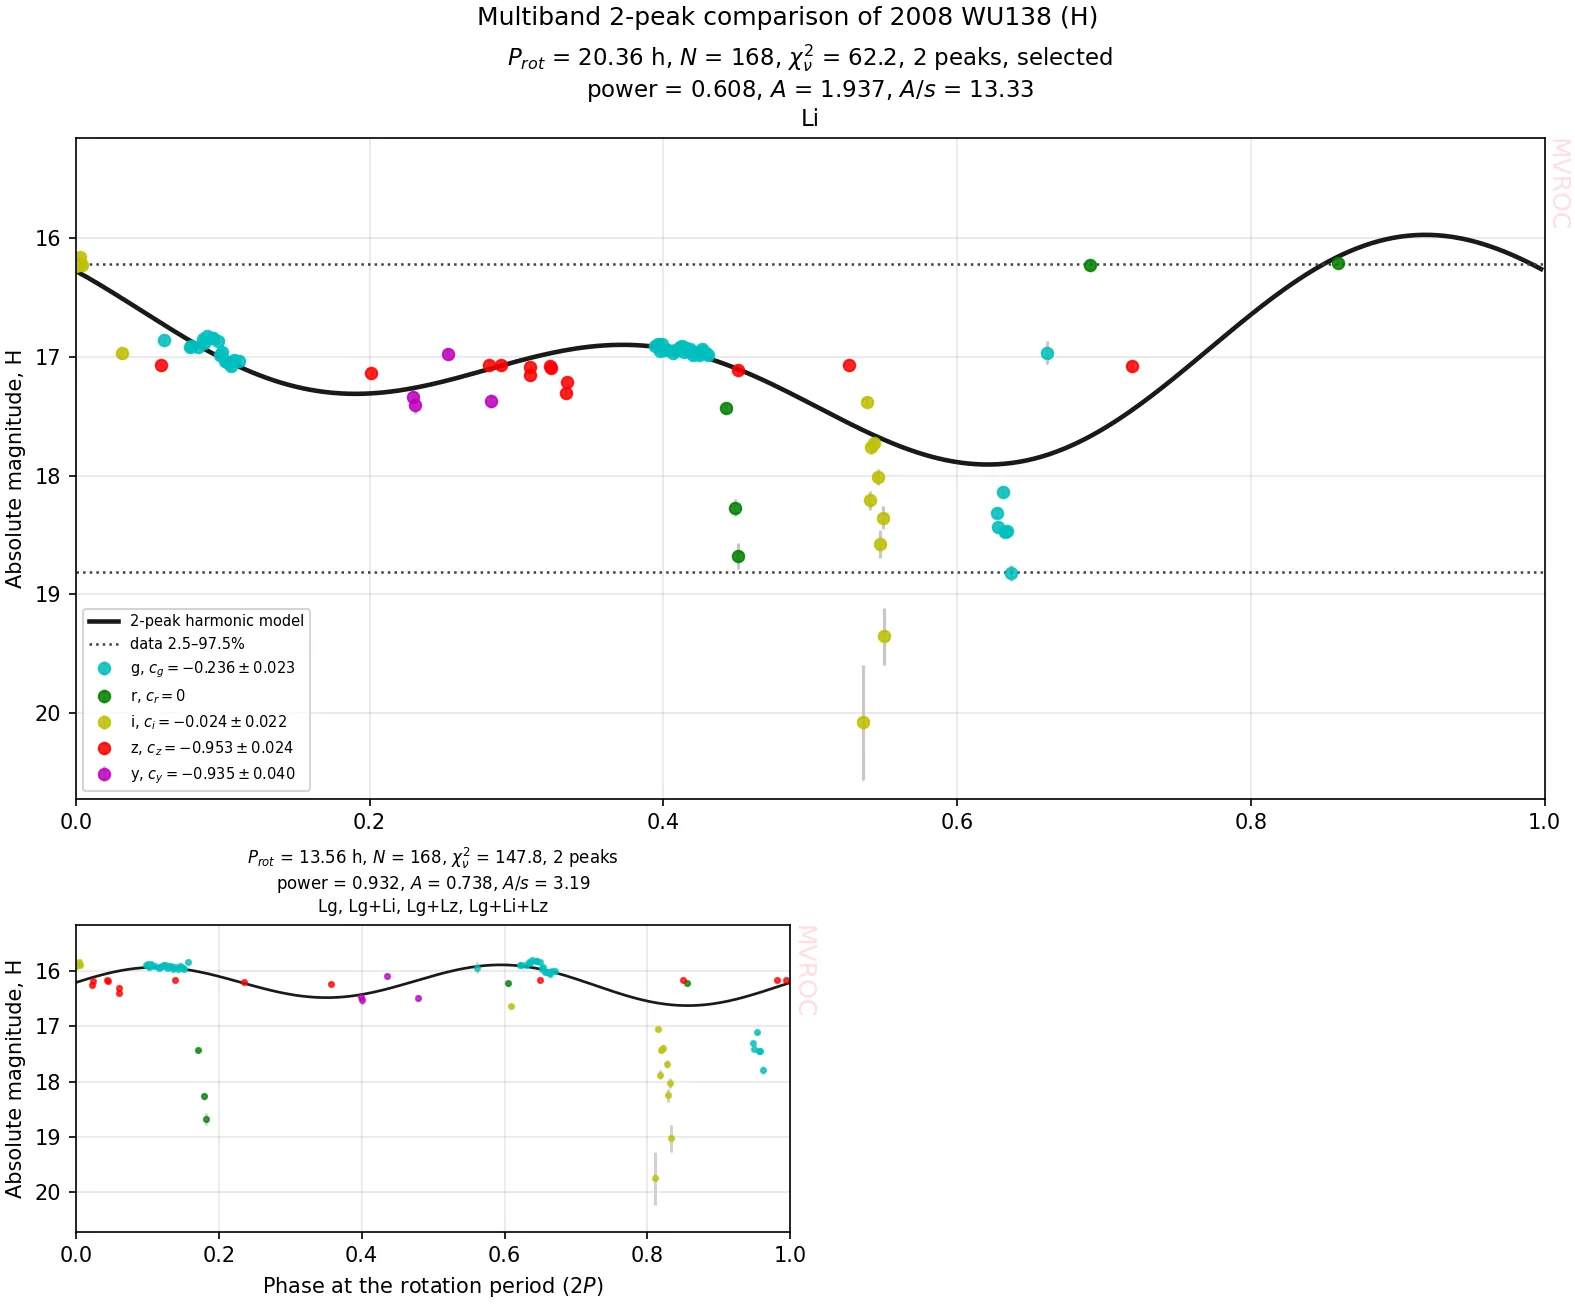 Multiband 2-peak comparison of 2008 WU138 (H)
P_rot = 20.36 h, N = 168, χ²_ν = 62.2, 2 peaks, selected
power = 0.608, A = 1.937, A/s = 13.33
Li
MVROC
Absolute magnitude, H
16
17
18
19
20
2-peak harmonic model
data 2.5–97.5%
g, c_g = −0.236 ± 0.023
r, c_r = 0
i, c_i = −0.024 ± 0.022
z, c_z = −0.953 ± 0.024
y, c_y = −0.935 ± 0.040
0.0 0.2 0.4 0.6 0.8 1.0
P_rot = 13.56 h, N = 168, χ²_ν = 147.8, 2 peaks
power = 0.932, A = 0.738, A/s = 3.19
Lg, Lg+Li, Lg+Lz, Lg+Li+Lz
MVROC
Absolute magnitude, H
16
17
18
19
20
0.0 0.2 0.4 0.6 0.8 1.0
Phase at the rotation period (2P)